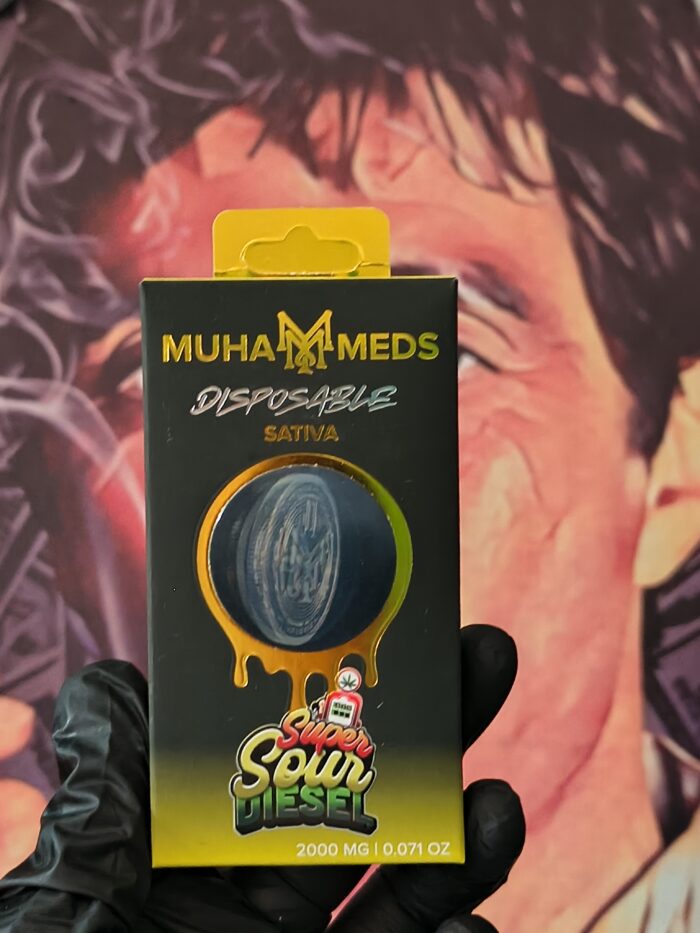 MUHA MEDS
DISPOSABLE
SATIVA
Super
Sour
DIESEL
2000 MG | 0.071 OZ